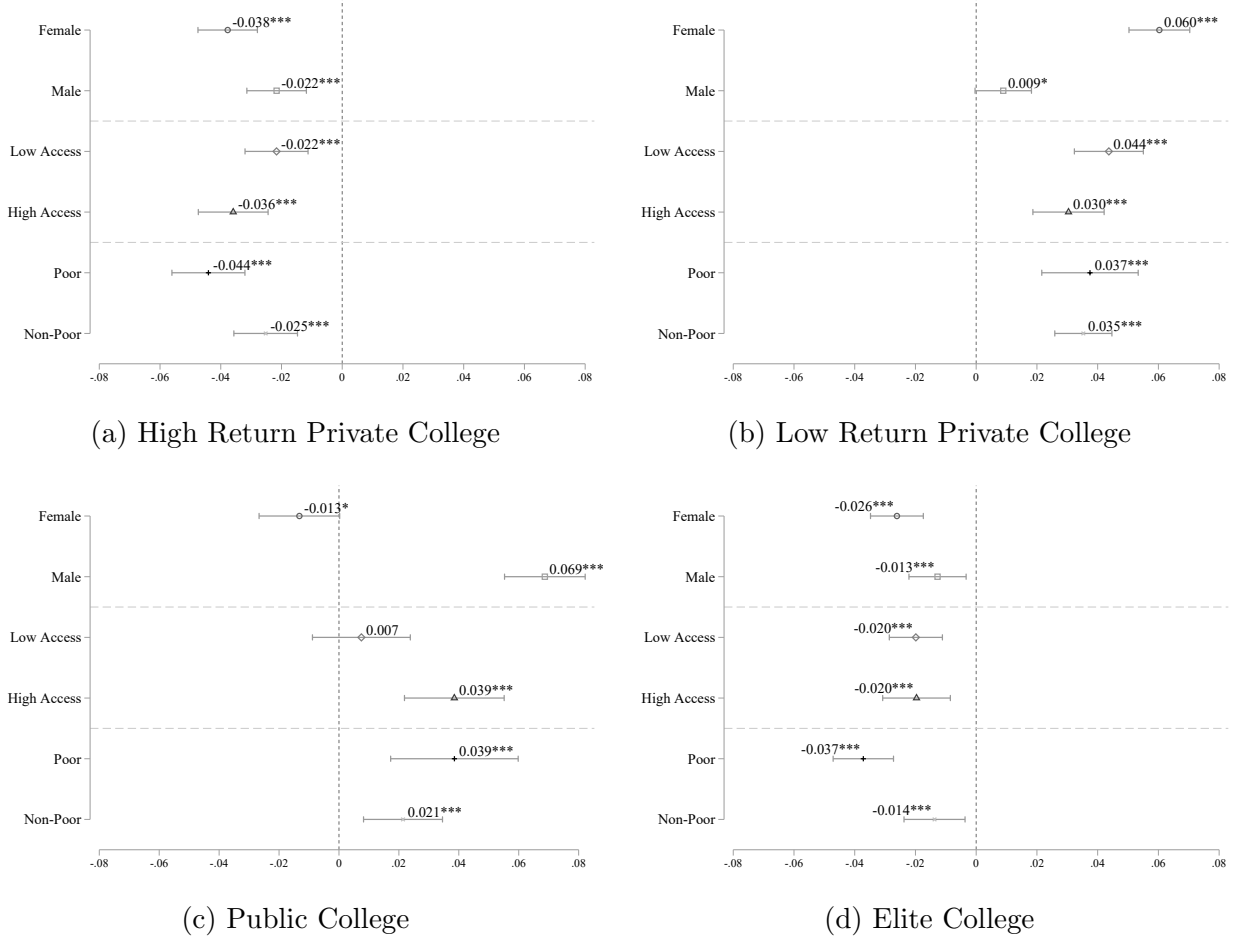 Female -0.038***
Male -0.022***
Low Access -0.022***
High Access -0.036***
Poor -0.044***
Non-Poor -0.025***
-.08 -.06 -.04 -.02 0 .02 .04 .06 .08
(a) High Return Private College
Female 0.060***
Male 0.009*
Low Access 0.044***
High Access 0.030***
Poor 0.037***
Non-Poor 0.035***
-.08 -.06 -.04 -.02 0 .02 .04 .06 .08
(b) Low Return Private College
Female -0.013*
Male 0.069***
Low Access 0.007
High Access 0.039***
Poor 0.039***
Non-Poor 0.021***
-.08 -.06 -.04 -.02 0 .02 .04 .06 .08
(c) Public College
Female -0.026***
Male -0.013***
Low Access -0.020***
High Access -0.020***
Poor -0.037***
Non-Poor -0.014***
-.08 -.06 -.04 -.02 0 .02 .04 .06 .08
(d) Elite College